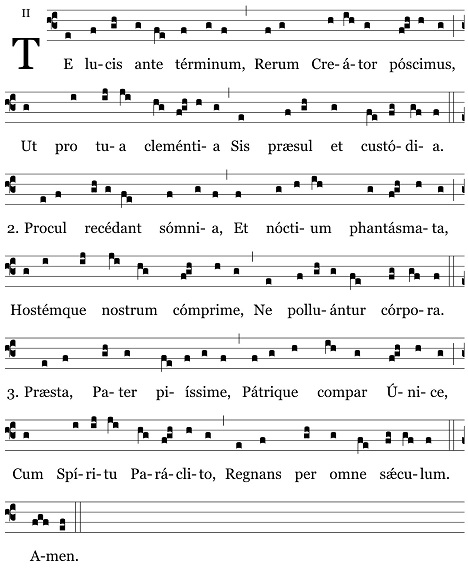 II
TE lu-cis ante términum, Rerum Cre-á-tor póscimus,
Ut pro tu-a cleménti-a Sis præsul et custó-di-a.
2. Procul recédant sómni-a, Et nócti-um phantásma-ta,
Hostémque nostrum cómprime, Ne pollu-ántur córpo-ra.
3. Præsta, Pa-ter pi-íssime, Pátrique compar Ú-ni-ce,
Cum Spí-ri-tu Pa-rá-cli-to, Regnans per omne sǽcu-lum.
A-men.